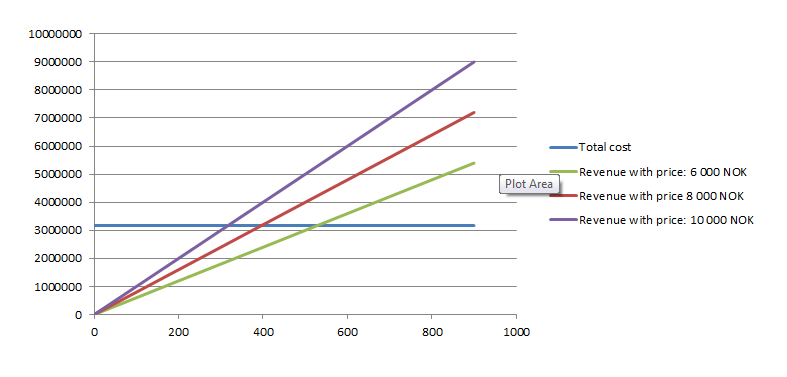 10000000
9000000
8000000
7000000
6000000
5000000
4000000
3000000
2000000
1000000
0
0 200 400 600 800 1000
Total cost
Revenue with price: 6 000 NOK
Plot Area
Revenue with price 8 000 NOK
Revenue with price: 10 000 NOK